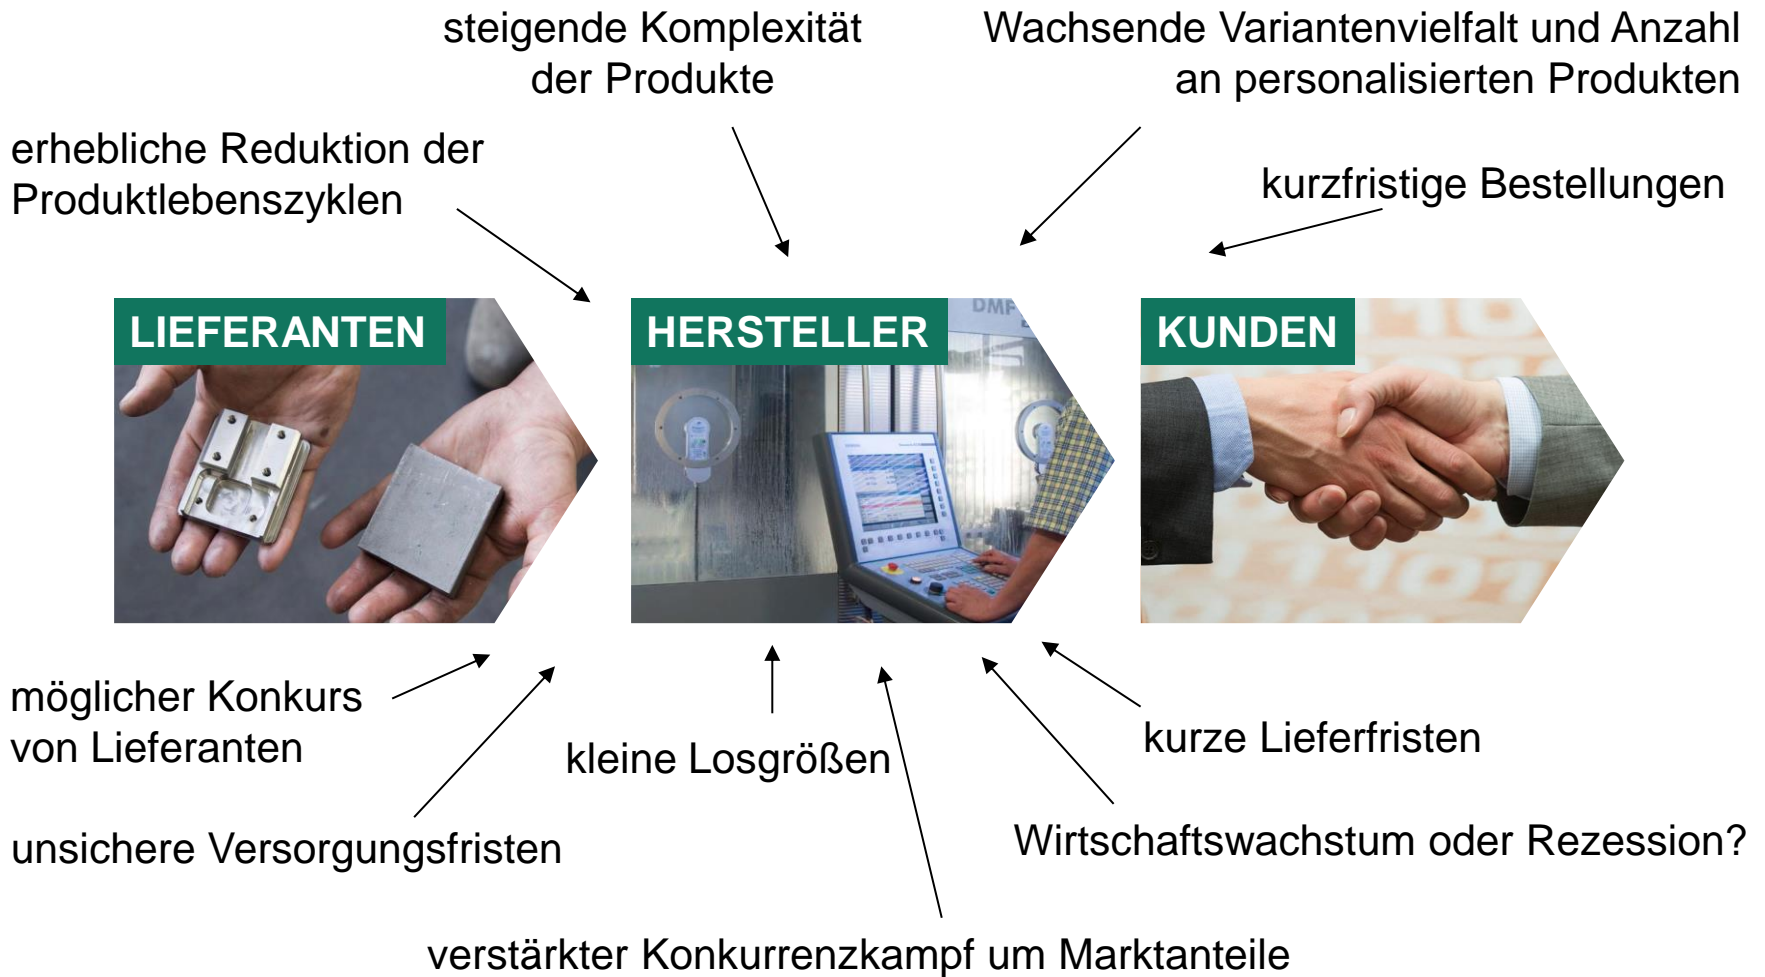 steigende Komplexität
der Produkte
Wachsende Variantenvielfalt und Anzahl
an personalisierten Produkten
erhebliche Reduktion der
Produktlebenszyklen
kurzfristige Bestellungen
LIEFERANTEN
HERSTELLER
DMF
KUNDEN
möglicher Konkurs
von Lieferanten
kleine Losgrößen
kurze Lieferfristen
unsichere Versorgungsfristen
Wirtschaftswachstum oder Rezession?
verstärkter Konkurrenzkampf um Marktanteile